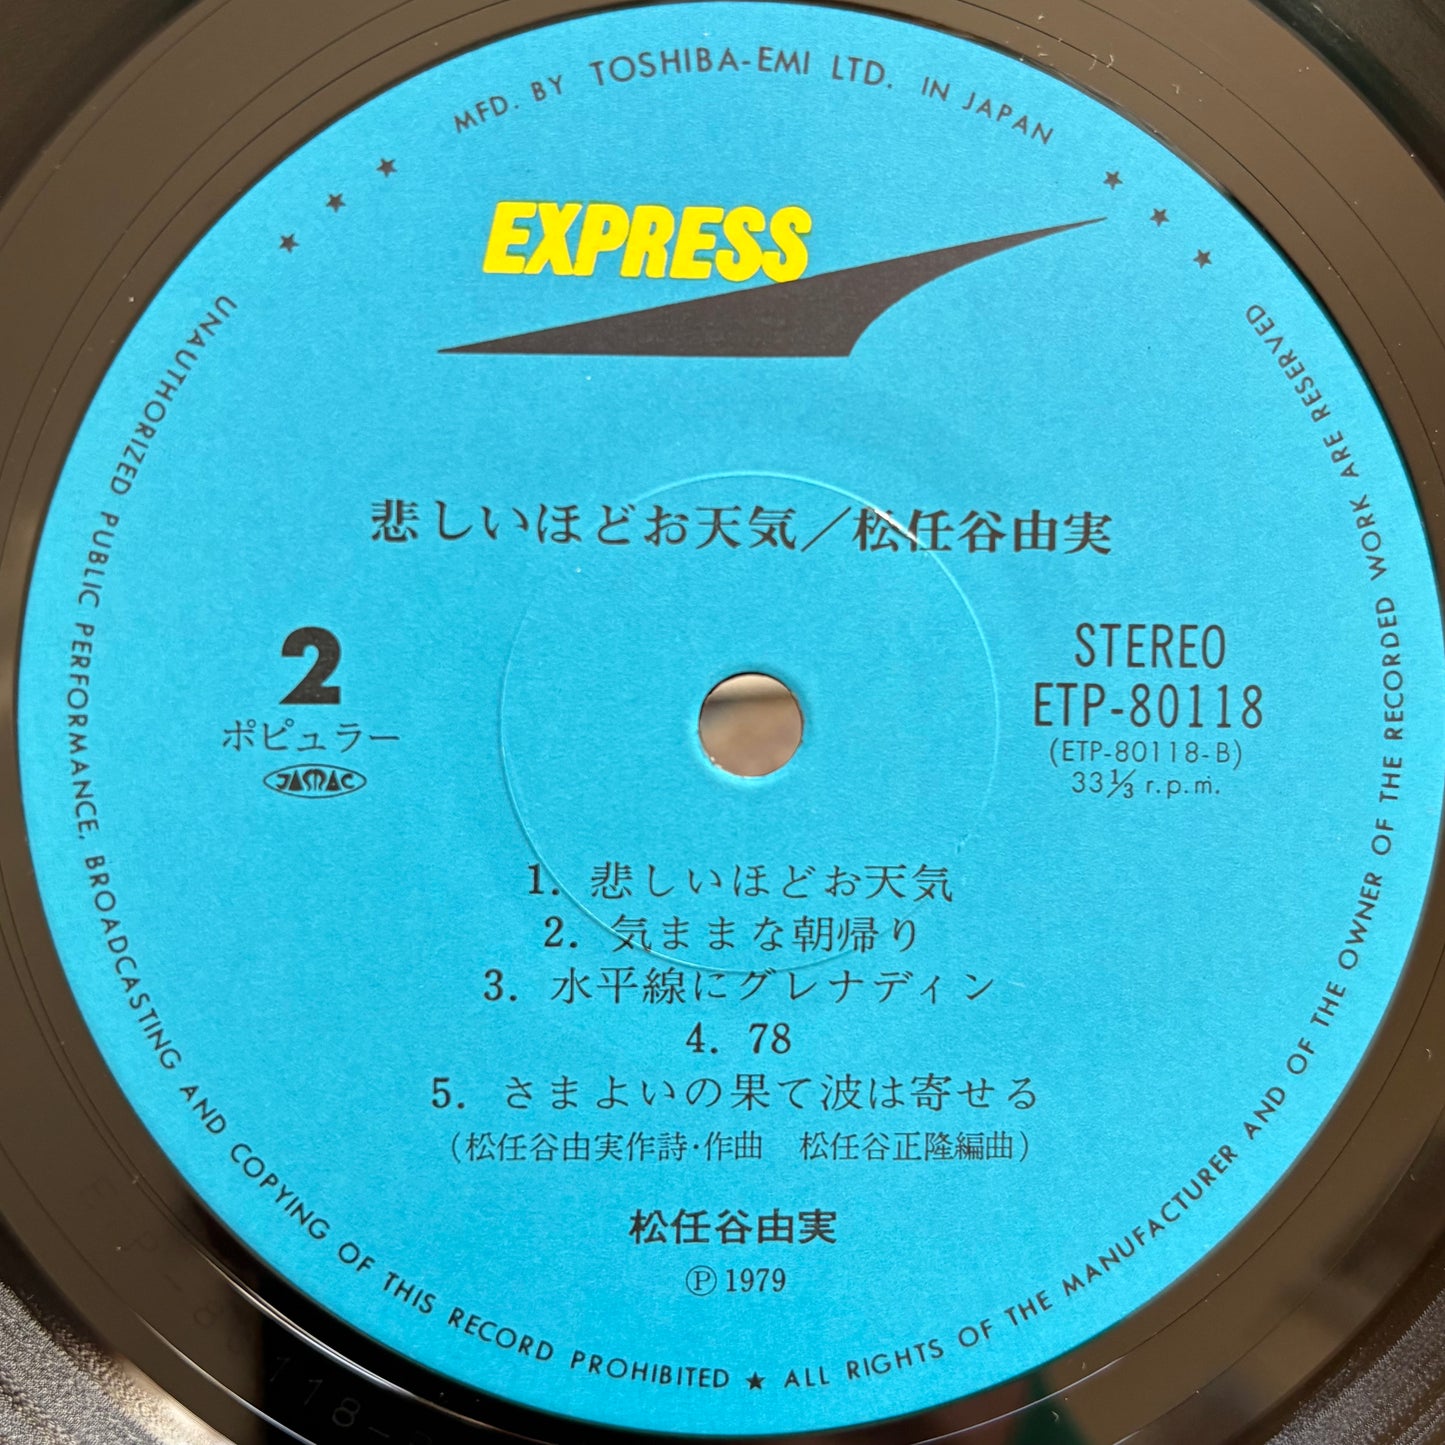 MFD. BY TOSHIBA-EMI LTD. IN JAPAN
EXPRESS
悲しいほどお天気／松任谷由実
2
ポピュラー
JASRAC
STEREO
ETP-80118
(ETP-80118-B)
33⅓ r.p.m.
1. 悲しいほどお天気
2. 気ままな朝帰り
3. 水平線にグレナディン
4. 78
5. さまよいの果て波は寄せる
(松任谷由実作詩・作曲　松任谷正隆編曲)
松任谷由実
Ⓟ1979
UNAUTHORIZED PUBLIC PERFORMANCE, BROADCASTING AND COPYING OF THIS RECORD PROHIBITED ★ ALL RIGHTS OF THE MANUFACTURER AND OF THE OWNER OF THE RECORDED WORK ARE RESERVED